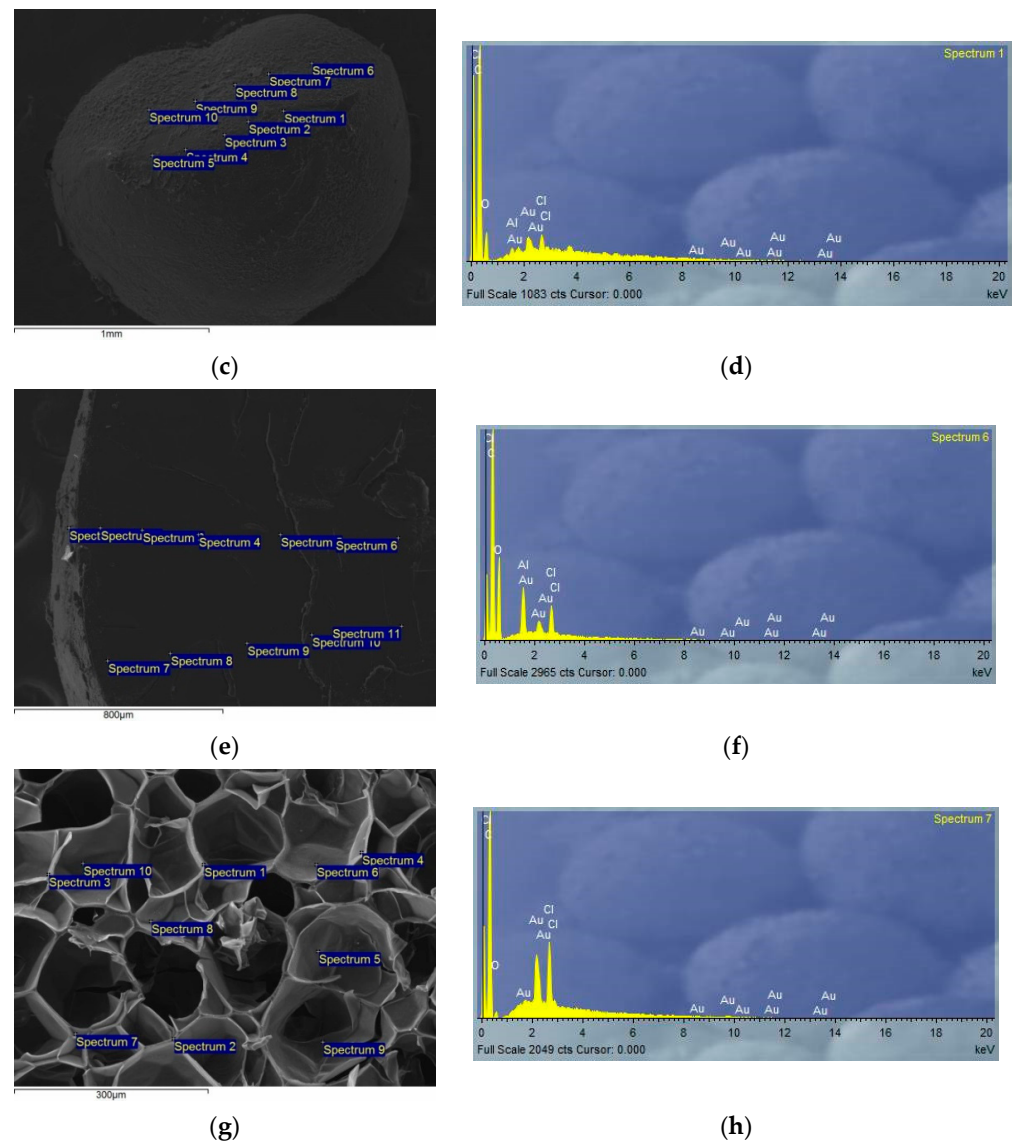 Spectrum 6
Spectrum 7
Spectrum 8
Spectrum 9
Spectrum 10
Spectrum 1
Spectrum 2
Spectrum 3
Spectrum 4
Spectrum 5
1mm
(c)
Spectrum 1
Cl
C
O
Al
Au
Au
Au
Cl
Cl
Au
Au
Au
Au
Au
Au
Au
0 2 4 6 8 10 12 14 16 18 20
Full Scale 1083 cts Cursor: 0.000
keV
(d)
Spectrum 4
Spectrum 6
Spectrum 7
Spectrum 8
Spectrum 9
Spectrum 10
Spectrum 11
800µm
(e)
Spectrum 6
Cl
C
O
Al
Au
Au
Au
Cl
Cl
Au
Au
Au
Au
Au
Au
Au
0 2 4 6 8 10 12 14 16 18 20
Full Scale 2965 cts Cursor: 0.000
keV
(f)
Spectrum 4
Spectrum 10
Spectrum 1
Spectrum 6
Spectrum 3
Spectrum 8
Spectrum 5
Spectrum 7
Spectrum 2
Spectrum 9
300µm
(g)
Spectrum 7
Cl
C
O
Au
Au
Au
Cl
Cl
Au
Au
Au
Au
Au
Au
Au
0 2 4 6 8 10 12 14 16 18 20
Full Scale 2049 cts Cursor: 0.000
keV
(h)